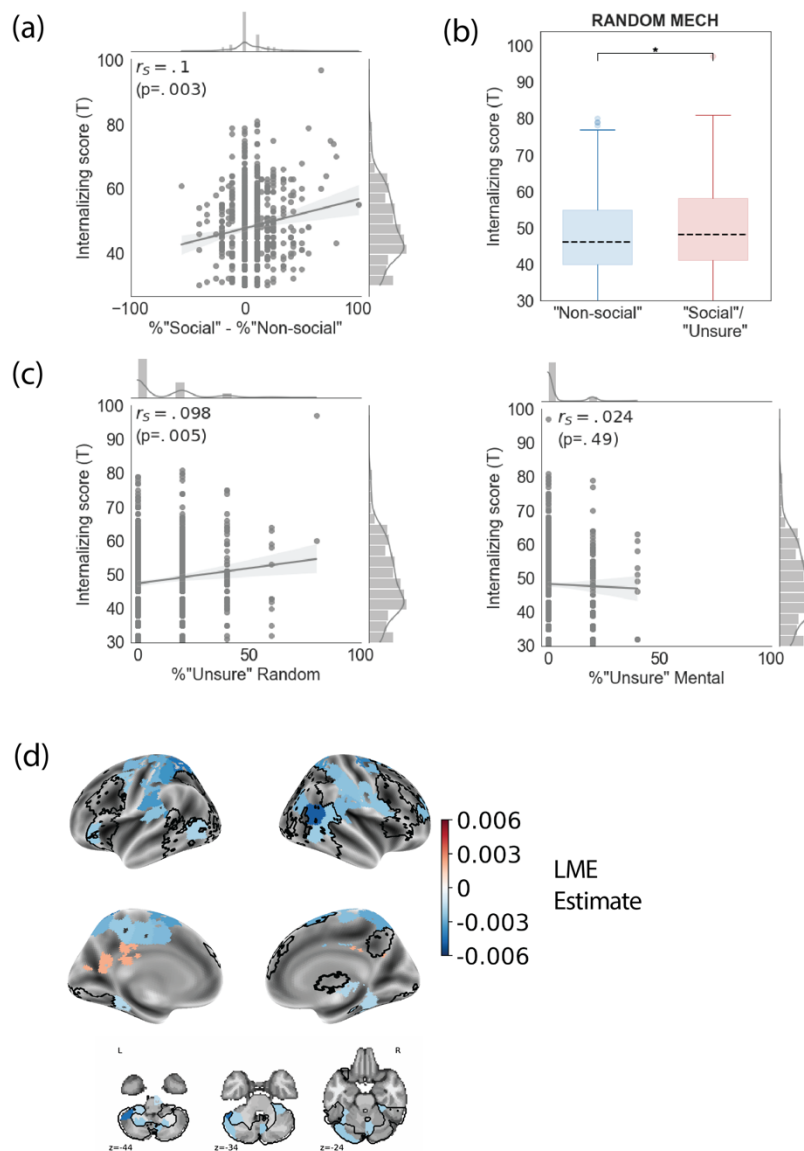 (a)
r_S = .1
(p=.003)
100
80
60
40
Internalizing score (T)
−100
0
100
%"Social" - %"Non-social"
(b)
RANDOM MECH
*
100
90
80
70
60
50
40
30
Internalizing score (T)
"Non-social"
"Social"/
"Unsure"
(c)
r_S = .098
(p=.005)
100
90
80
70
60
50
40
30
Internalizing score (T)
0
50
100
%"Unsure" Random
r_S = .024
(p=.49)
100
90
80
70
60
50
40
30
Internalizing score (T)
0
50
100
%"Unsure" Mental
(d)
0.006
0.003
0
-0.003
-0.006
LME
Estimate
L
R
z=-44
z=-34
z=-24